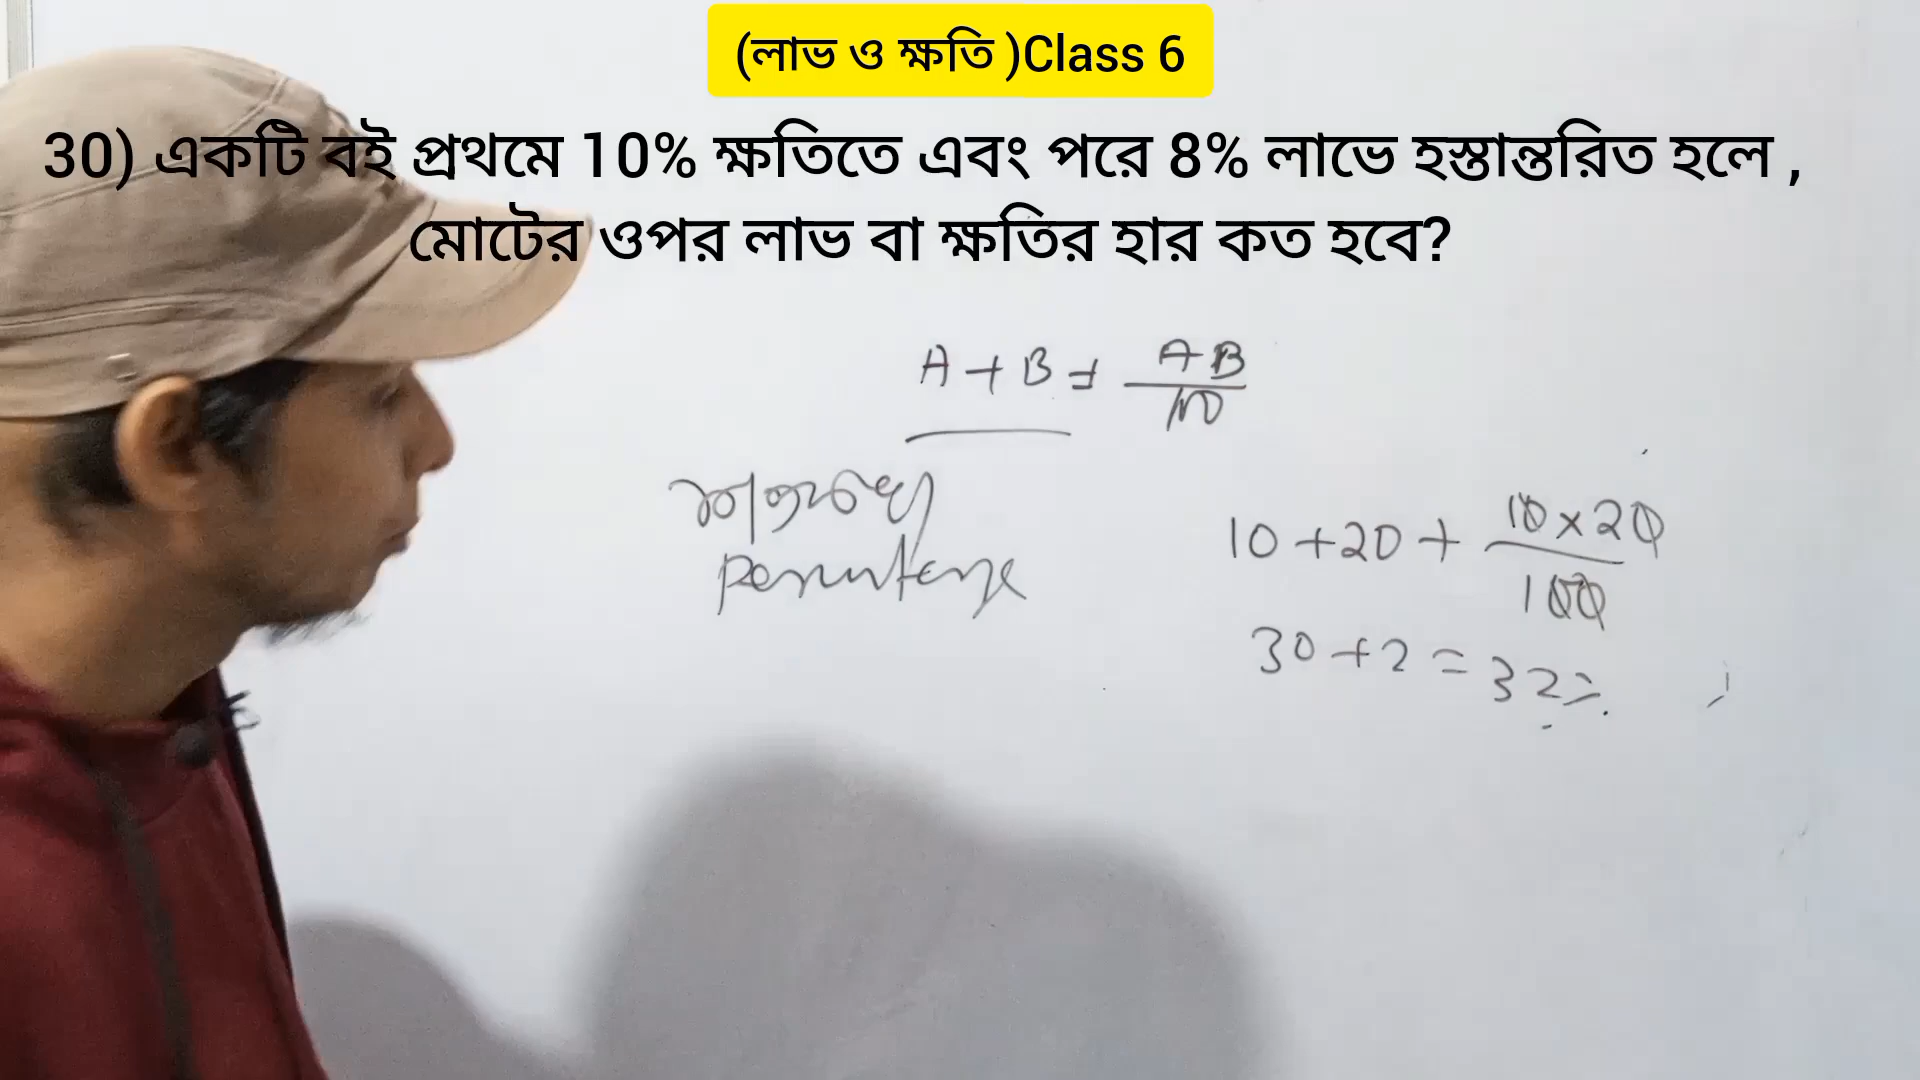 (লাভ ও ক্ষতি )Class 6
30) একটি বই প্রথমে 10% ক্ষতিতে এবং পরে 8% লাভে হস্তান্তরিত হলে ,
মোটের ওপর লাভ বা ক্ষতির হার কত হবে?
A + B ± AB/100
10 + 20 + 10 × 20/100
30 + 2 = 32%